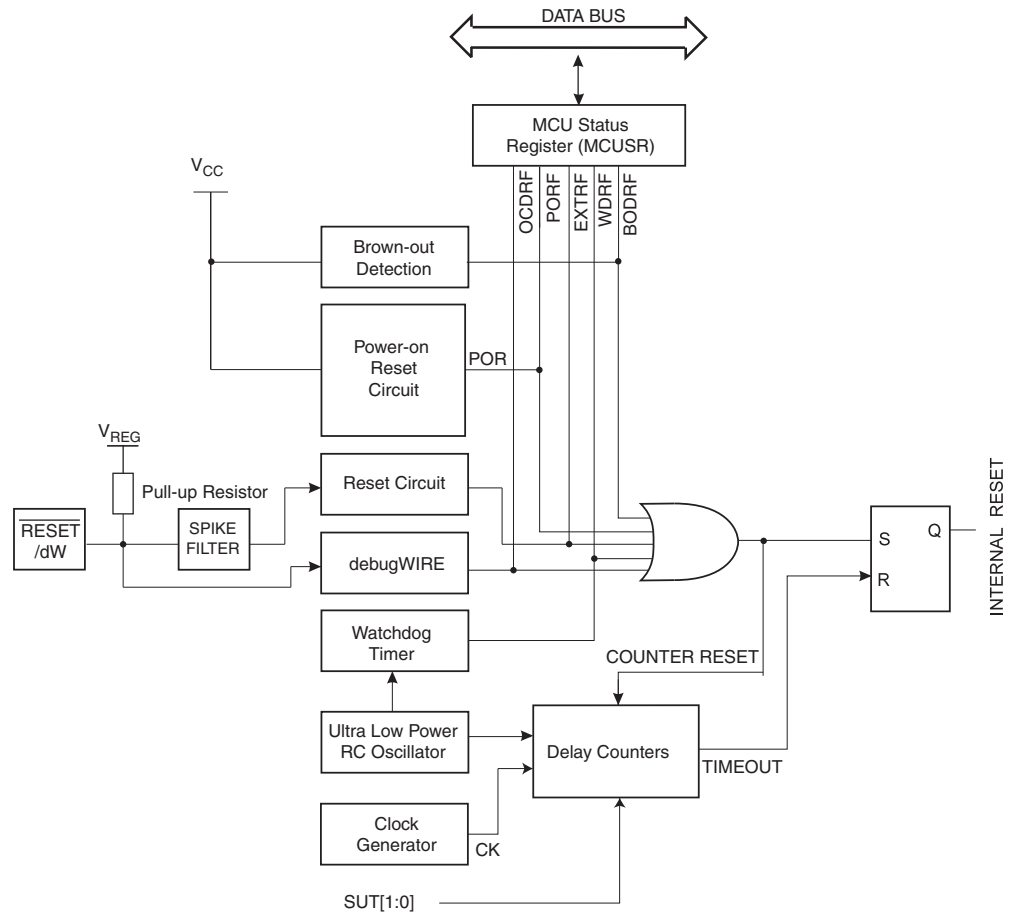 DATA BUS
MCU Status
Register (MCUSR)
OCDRF
PORF
EXTRF
WDRF
BODRF
VCC
Brown-out
Detection
Power-on
Reset
Circuit
POR
VREG
Pull-up Resistor
RESET
/dW
SPIKE
FILTER
Reset Circuit
debugWIRE
S
R
Q
INTERNAL RESET
Watchdog
Timer
COUNTER RESET
Ultra Low Power
RC Oscillator
Delay Counters
TIMEOUT
Clock
Generator
CK
SUT[1:0]